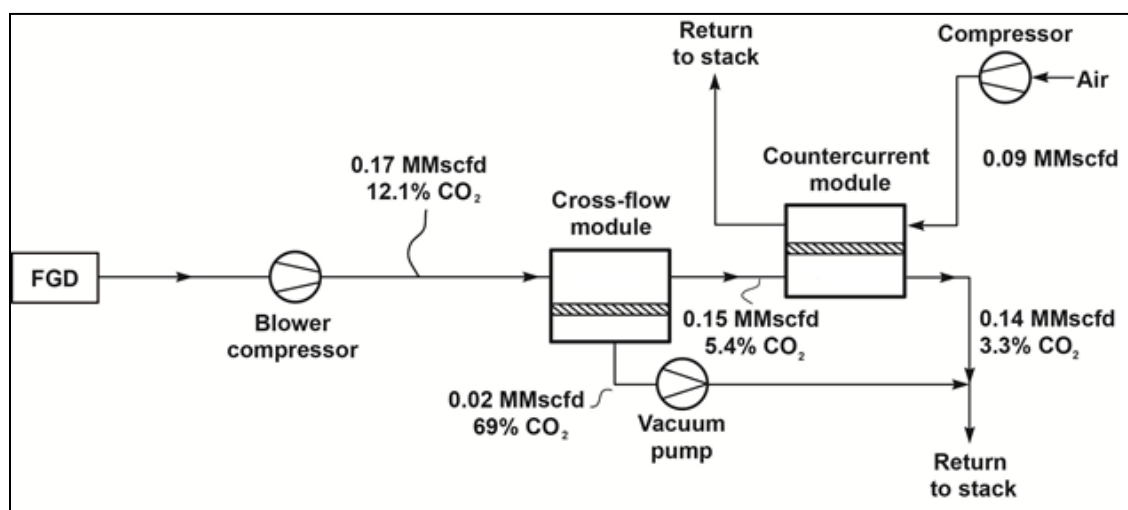 Return
to stack
Compressor
Air
0.09 MMscfd
Countercurrent
module
0.17 MMscfd
12.1% CO₂
Cross-flow
module
FGD
Blower
compressor
0.15 MMscfd
5.4% CO₂
0.14 MMscfd
3.3% CO₂
0.02 MMscfd
69% CO₂
Vacuum
pump
Return
to stack